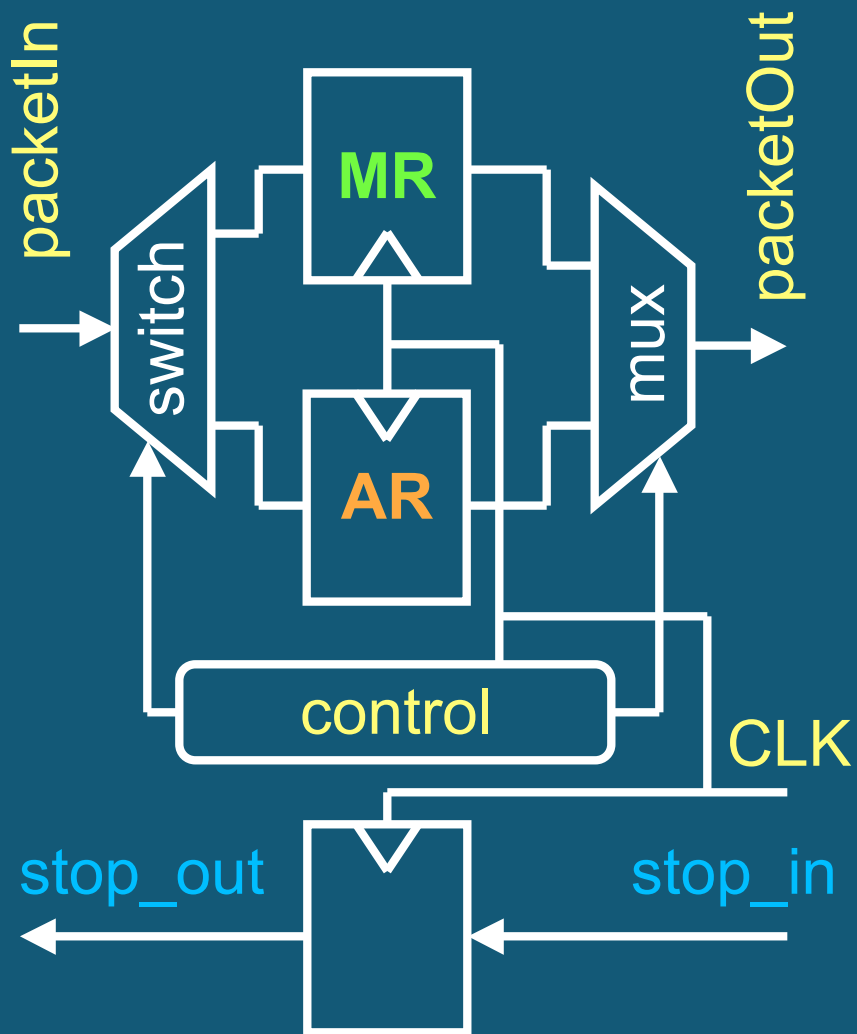 packetIn
packetOut
MR
switch
mux
AR
control
CLK
stop_out
stop_in